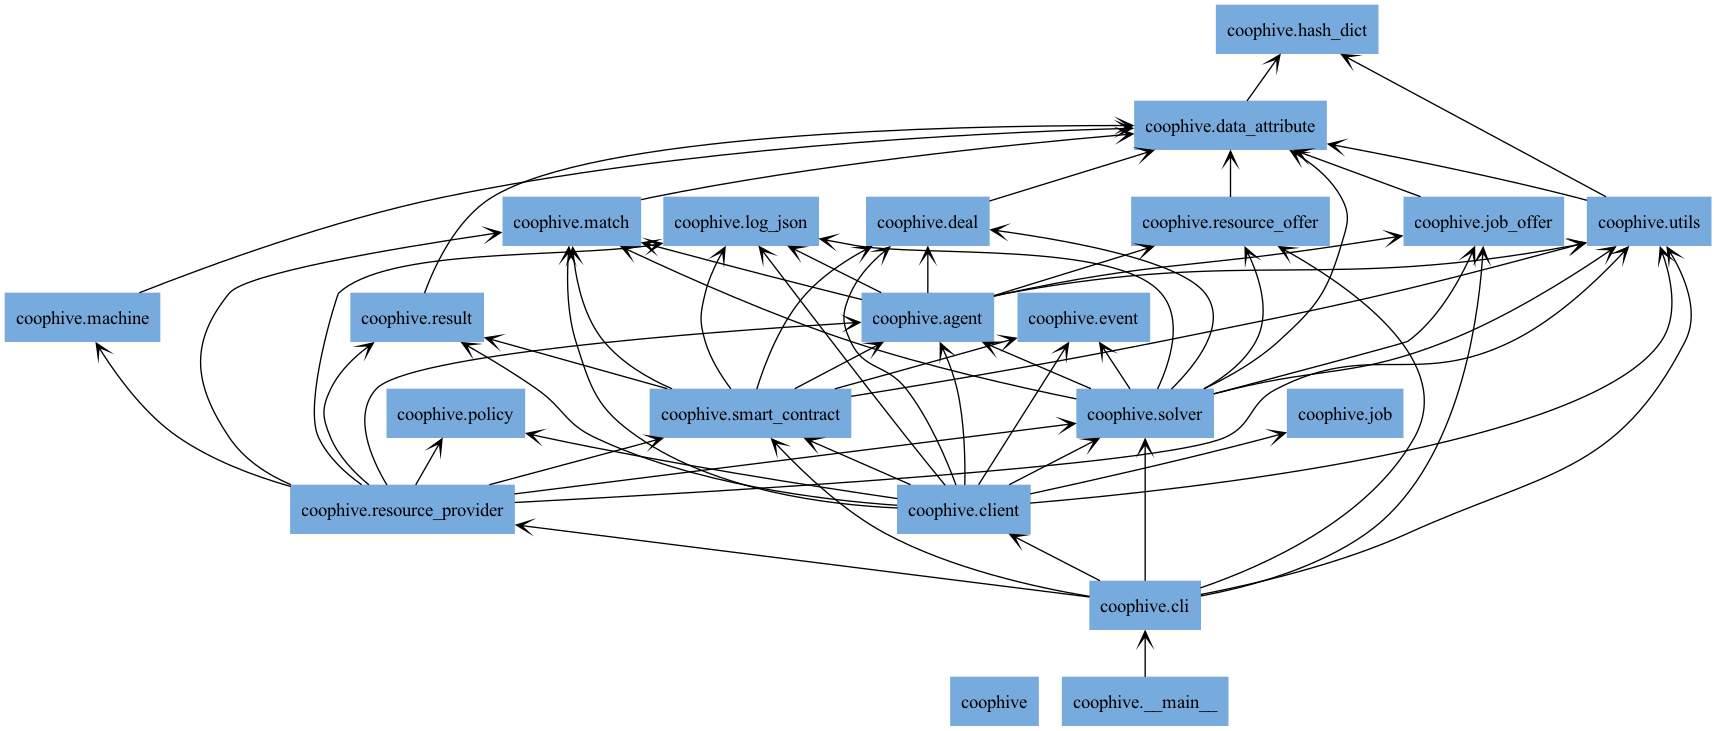 coophive.hash_dict
coophive.data_attribute
coophive.match
coophive.log_json
coophive.deal
coophive.resource_offer
coophive.job_offer
coophive.utils
coophive.machine
coophive.result
coophive.agent
coophive.event
coophive.policy
coophive.smart_contract
coophive.solver
coophive.job
coophive.resource_provider
coophive.client
coophive.cli
coophive
coophive.__main__